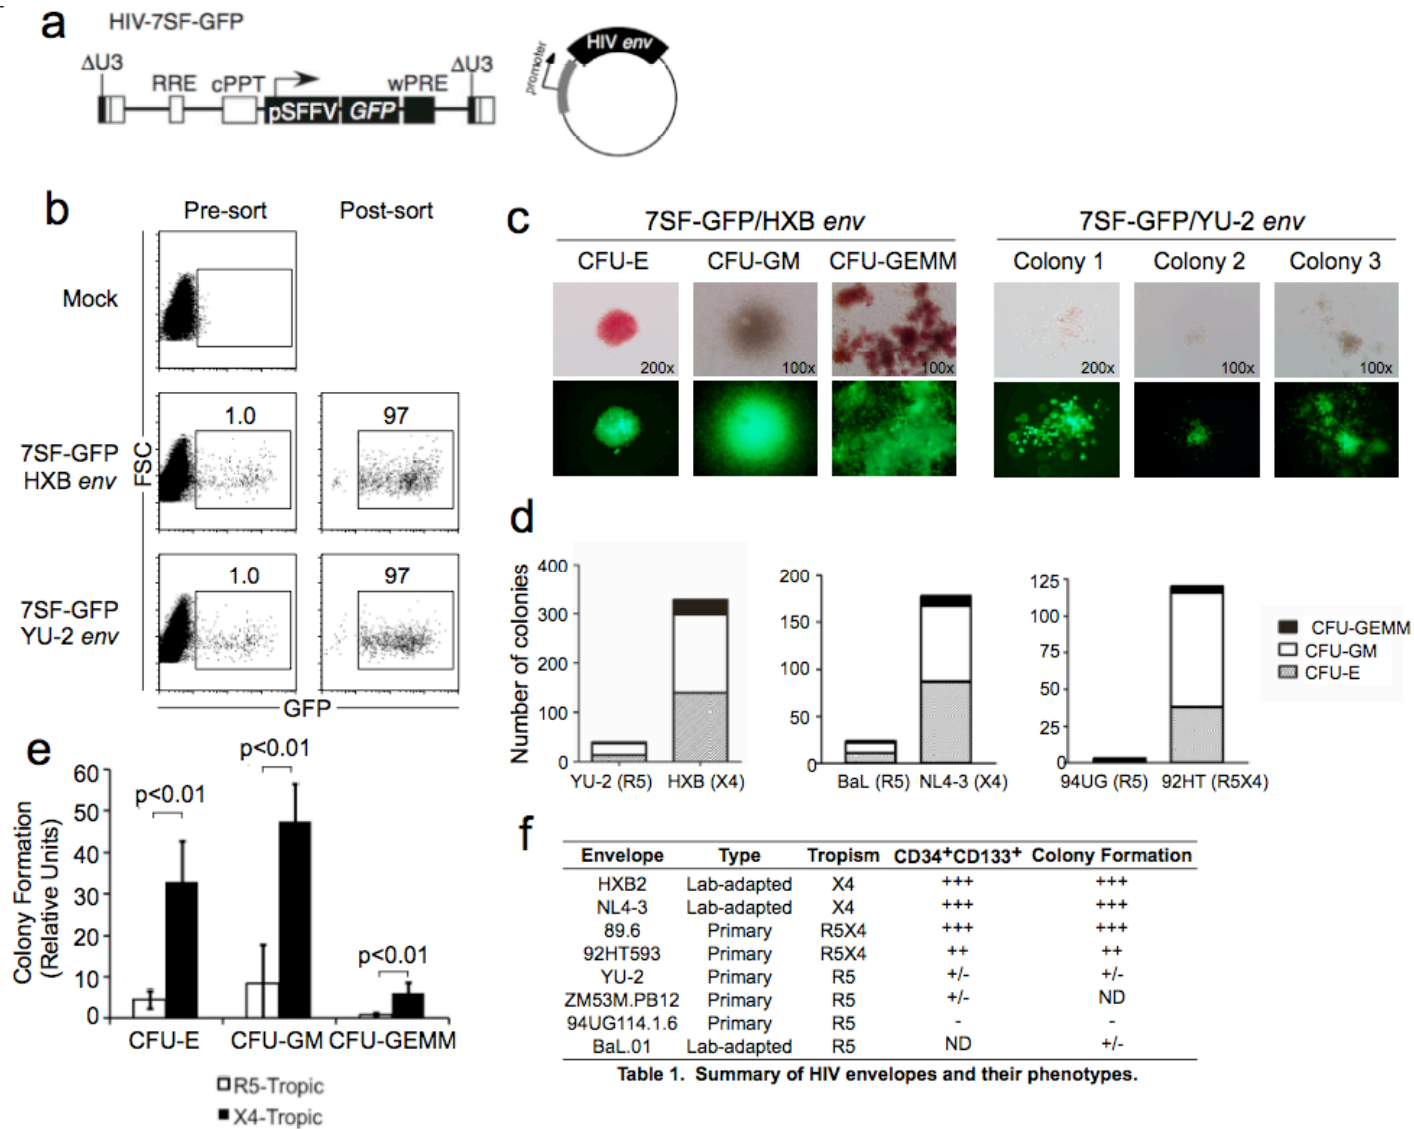 a
HIV-7SF-GFP
ΔU3
RRE
cPPT
wPRE
ΔU3
pSFFV
GFP
promoter
HIV env
b
Pre-sort
Post-sort
Mock
7SF-GFP
HXB env
1.0
97
7SF-GFP
YU-2 env
1.0
97
FSC
GFP
c
7SF-GFP/HXB env
7SF-GFP/YU-2 env
CFU-E
CFU-GM
CFU-GEMM
Colony 1
Colony 2
Colony 3
200x
100x
100x
200x
100x
100x
d
Number of colonies
400
300
200
100
0
YU-2 (R5)
HXB (X4)
200
150
100
50
0
BaL (R5)
NL4-3 (X4)
125
100
75
50
25
0
94UG (R5)
92HT (R5X4)
CFU-GEMM
CFU-GM
CFU-E
e
Colony Formation
(Relative Units)
60
50
40
30
20
10
0
p<0.01
p<0.01
p<0.01
CFU-E
CFU-GM
CFU-GEMM
R5-Tropic
X4-Tropic
f
Envelope Type Tropism CD34+CD133+ Colony Formation
HXB2 Lab-adapted X4 +++ +++
NL4-3 Lab-adapted X4 +++ +++
89.6 Primary R5X4 +++ +++
92HT593 Primary R5X4 ++ ++
YU-2 Primary R5 +/- +/-
ZM53M.PB12 Primary R5 +/- ND
94UG114.1.6 Primary R5 - -
BaL.01 Lab-adapted R5 ND +/-
Table 1. Summary of HIV envelopes and their phenotypes.